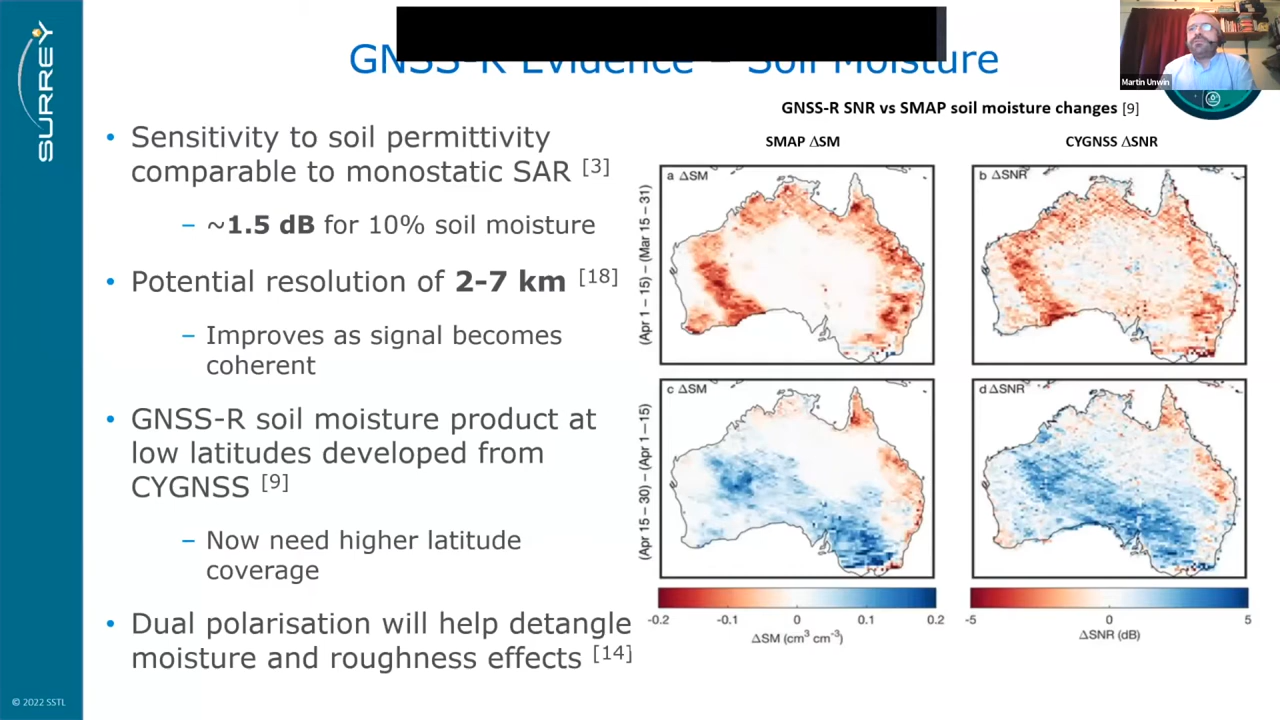 GNSS-R Evidence – Soil Moisture
Martin Unwin
SURREY
• Sensitivity to soil permittivity
comparable to monostatic SAR [3]
– ~1.5 dB for 10% soil moisture
• Potential resolution of 2-7 km [18]
– Improves as signal becomes
coherent
• GNSS-R soil moisture product at
low latitudes developed from
CYGNSS [9]
– Now need higher latitude
coverage
• Dual polarisation will help detangle
moisture and roughness effects [14]
GNSS-R SNR vs SMAP soil moisture changes [9]
SMAP ΔSM
CYGNSS ΔSNR
(Apr 1 – 15) – (Mar 15 – 31)
a ΔSM
b ΔSNR
(Apr 15 – 30) – (Apr 1 – 15)
c ΔSM
d ΔSNR
-0.2 -0.1 0 0.1 0.2
ΔSM (cm³ cm⁻³)
-5 0 5
ΔSNR (dB)
© 2022 SSTL